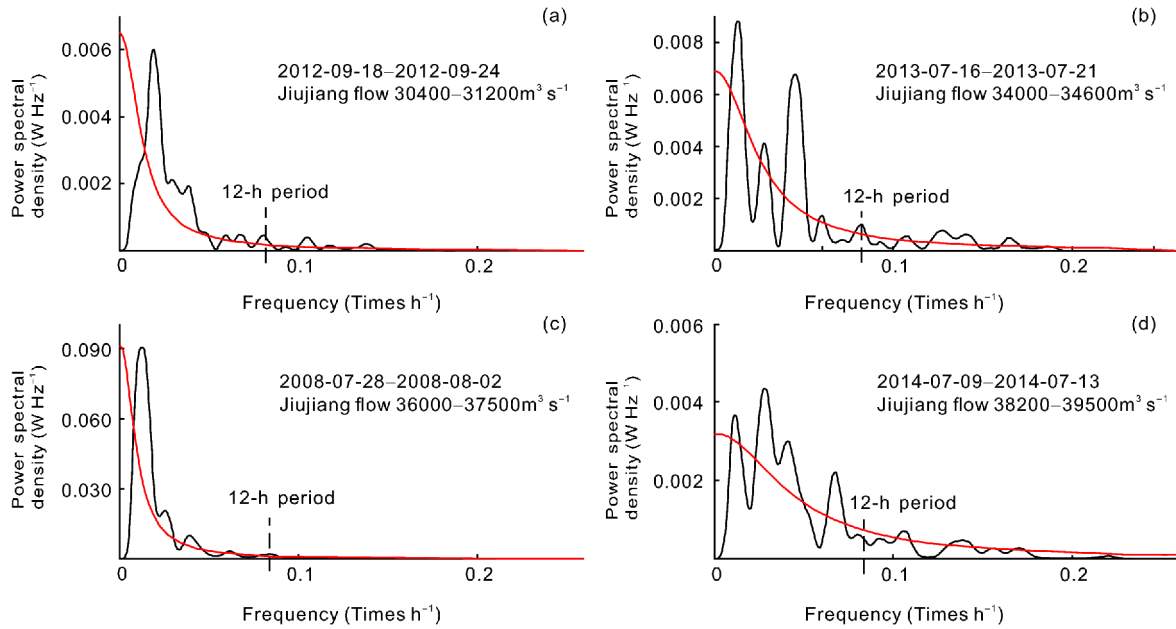 (a)
Power spectral
density (W Hz⁻¹)
0.006
0.004
0.002
2012-09-18–2012-09-24
Jiujiang flow 30400–31200m³ s⁻¹
12-h period
0
0.1
0.2
Frequency (Times h⁻¹)
(b)
Power spectral
density (W Hz⁻¹)
0.008
0.006
0.004
0.002
2013-07-16–2013-07-21
Jiujiang flow 34000–34600m³ s⁻¹
12-h period
0
0.1
0.2
Frequency (Times h⁻¹)
(c)
Power spectral
density (W Hz⁻¹)
0.090
0.060
0.030
2008-07-28–2008-08-02
Jiujiang flow 36000–37500m³ s⁻¹
12-h period
0
0.1
0.2
Frequency (Times h⁻¹)
(d)
Power spectral
density (W Hz⁻¹)
0.006
0.004
0.002
2014-07-09–2014-07-13
Jiujiang flow 38200–39500m³ s⁻¹
12-h period
0
0.1
0.2
Frequency (Times h⁻¹)